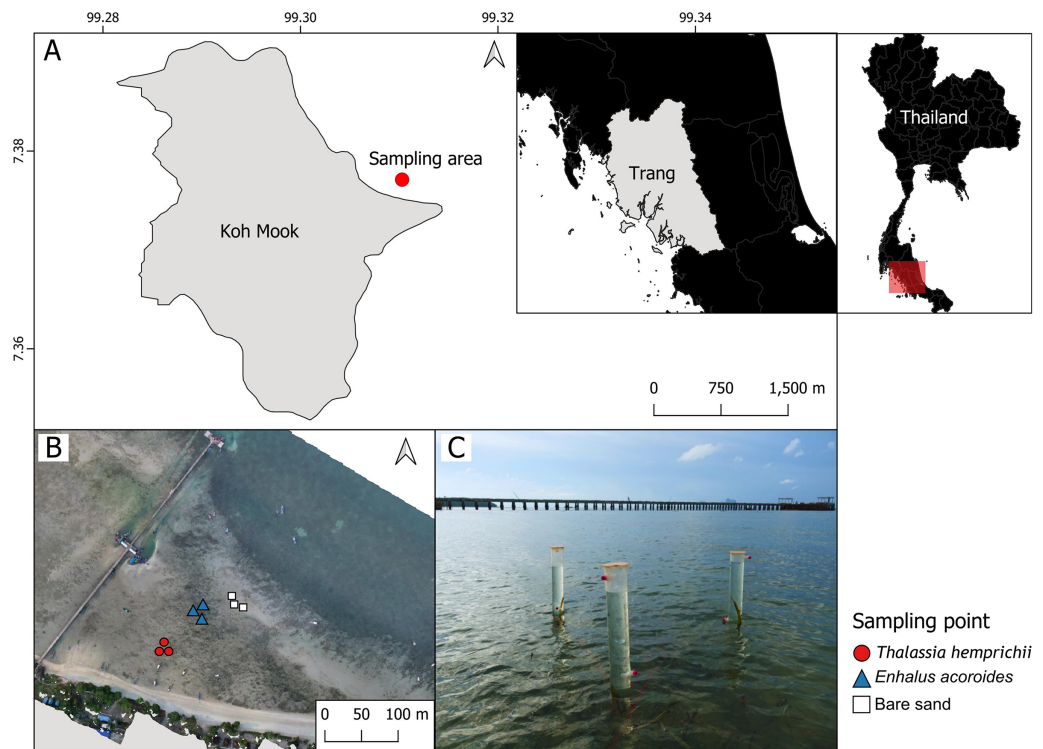 99.28 99.30 99.32 99.34
A
Sampling area
Koh Mook
Trang
Thailand
7.38
7.36
0 750 1,500 m
B
C
0 50 100 m
Sampling point
Thalassia hemprichii
Enhalus acoroides
Bare sand